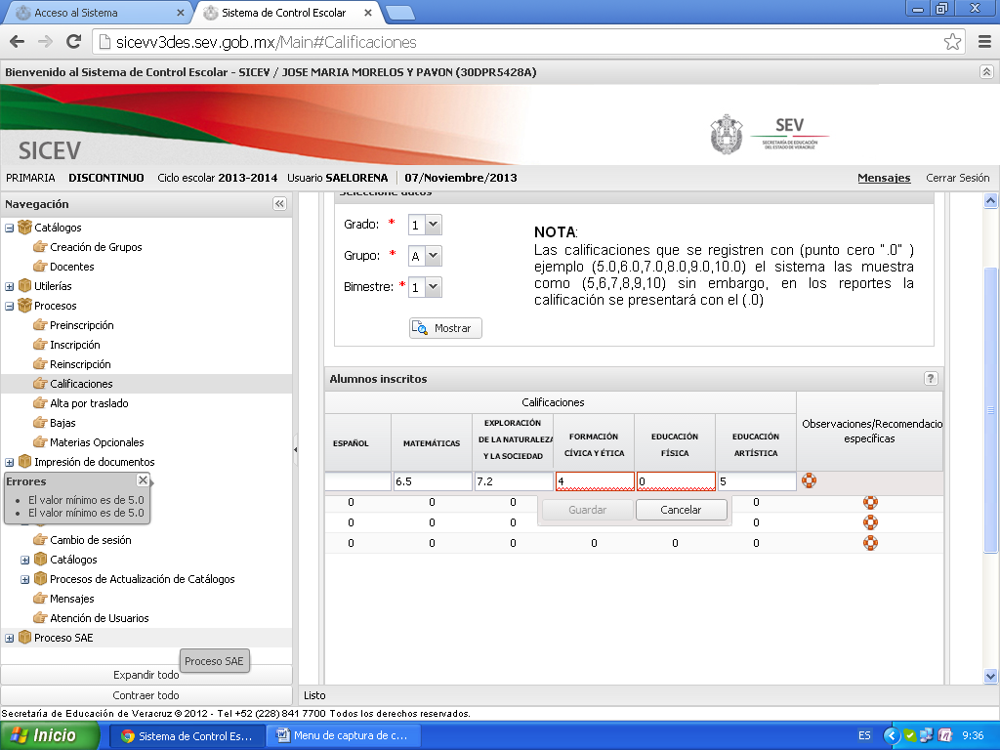 Acceso al Sistema
Sistema de Control Escolar
sicevv3des.sev.gob.mx/Main#Calificaciones
Bienvenido al Sistema de Control Escolar - SICEV / JOSE MARIA MORELOS Y PAVON (30DPR5428A)
SICEV
SEV
SECRETARÍA DE EDUCACIÓN
DEL ESTADO DE VERACRUZ
PRIMARIA DISCONTINUO Ciclo escolar 2013-2014 Usuario SAELORENA 07/Noviembre/2013 Mensajes Cerrar Sesión
Navegación
Catálogos
Creación de Grupos
Docentes
Utilerías
Procesos
Preinscripción
Inscripción
Reinscripción
Calificaciones
Alta por traslado
Bajas
Materias Opcionales
Impresión de documentos
Errores
El valor mínimo es de 5.0
El valor mínimo es de 5.0
Cambio de sesión
Catálogos
Procesos de Actualización de Catálogos
Mensajes
Atención de Usuarios
Proceso SAE
Proceso SAE
Expandir todo
Contraer todo
Seleccione datos
Grado: * 1
Grupo: * A
Bimestre: * 1
Mostrar
NOTA:
Las calificaciones que se registren con (punto cero ".0" )
ejemplo (5.0,6.0,7.0,8.0,9.0,10.0) el sistema las muestra
como (5,6,7,8,9,10) sin embargo, en los reportes la
calificación se presentará con el (.0)
Alumnos inscritos ?
Calificaciones
ESPAÑOL
MATEMÁTICAS
EXPLORACIÓN
DE LA NATURALEZA
Y LA SOCIEDAD
FORMACIÓN
CÍVICA Y ÉTICA
EDUCACIÓN
FÍSICA
EDUCACIÓN
ARTÍSTICA
Observaciones/Recomendacio
específicas
6.5 7.2 4 0 5
0 0 0 0
0 0 0 0
0 0 0 0 0 0
Guardar Cancelar
Listo
Secretaría de Educación de Veracruz © 2012 - Tel +52 (228) 841 7700 Todos los derechos reservados.
Inicio
Sistema de Control Es...
Menu de captura de c...
ES
9:36